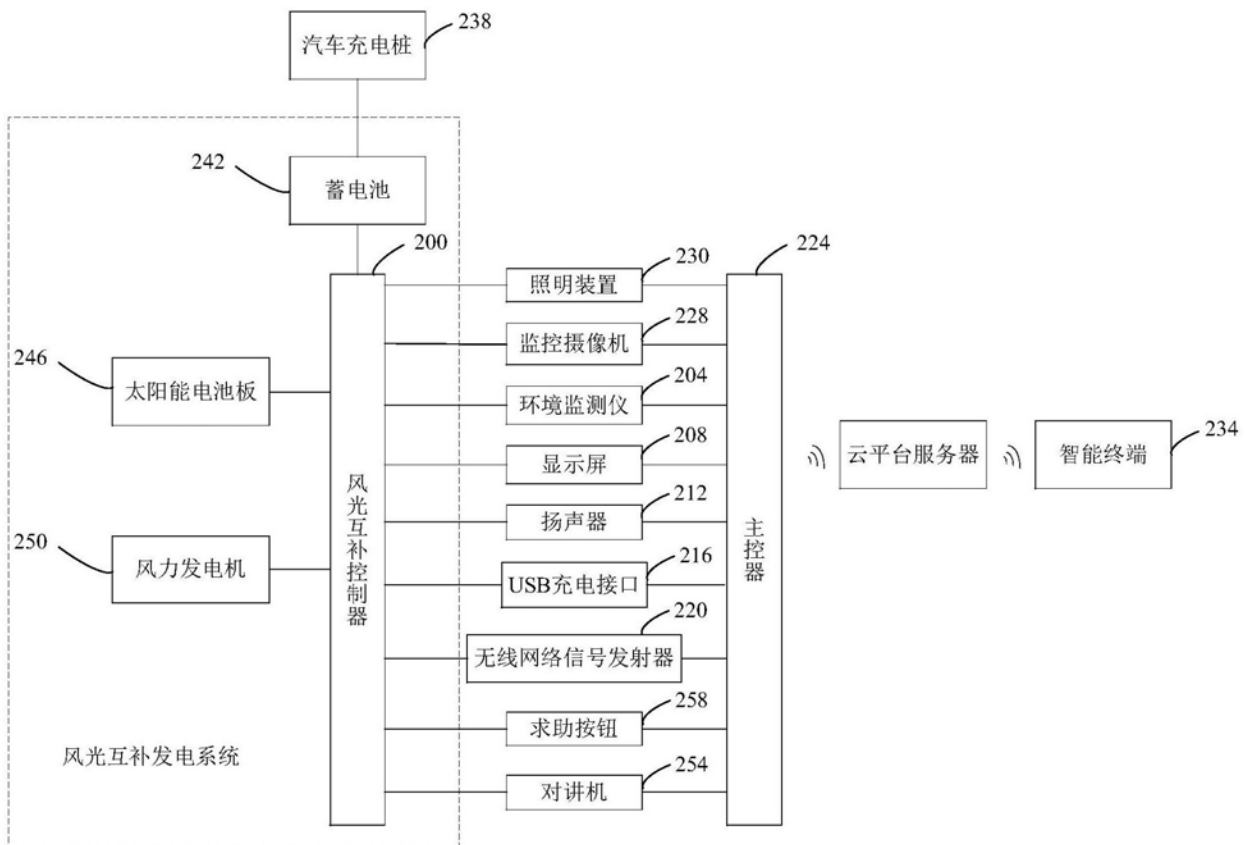 汽车充电桩
238
242
蓄电池
200
224
照明装置
230
监控摄像机
228
246
太阳能电池板
环境监测仪
204
显示屏
208
云平台服务器
智能终端
234
扬声器
212
风光互补控制器
主控器
250
风力发电机
USB充电接口
216
无线网络信号发射器
220
求助按钮
258
风光互补发电系统
对讲机
254